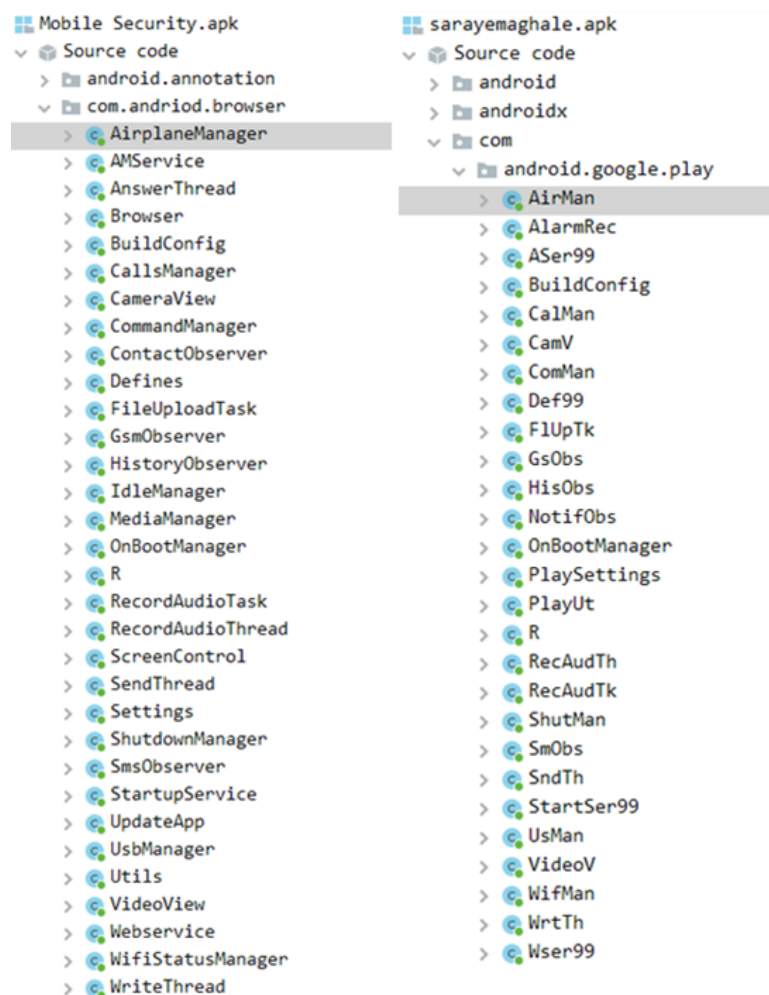 Mobile Security.apk
Source code
android.annotation
com.andriod.browser
AirplaneManager
AMService
AnswerThread
Browser
BuildConfig
CallsManager
CameraView
CommandManager
ContactObserver
Defines
FileUploadTask
GsmObserver
HistoryObserver
IdleManager
MediaManager
OnBootManager
R
RecordAudioTask
RecordAudioThread
ScreenControl
SendThread
Settings
ShutdownManager
SmsObserver
StartupService
UpdateApp
UsbManager
Utils
VideoView
Webservice
WifiStatusManager
WriteThread
sarayemaghale.apk
Source code
android
androidx
com
android.google.play
AirMan
AlarmRec
ASer99
BuildConfig
CalMan
CamV
ComMan
Def99
FlUpTk
GsObs
HisObs
NotifObs
OnBootManager
PlaySettings
PlayUt
R
RecAudTh
RecAudTk
ShutMan
SmObs
SndTh
StartSer99
UsMan
VideoV
WifMan
WrtTh
Wser99